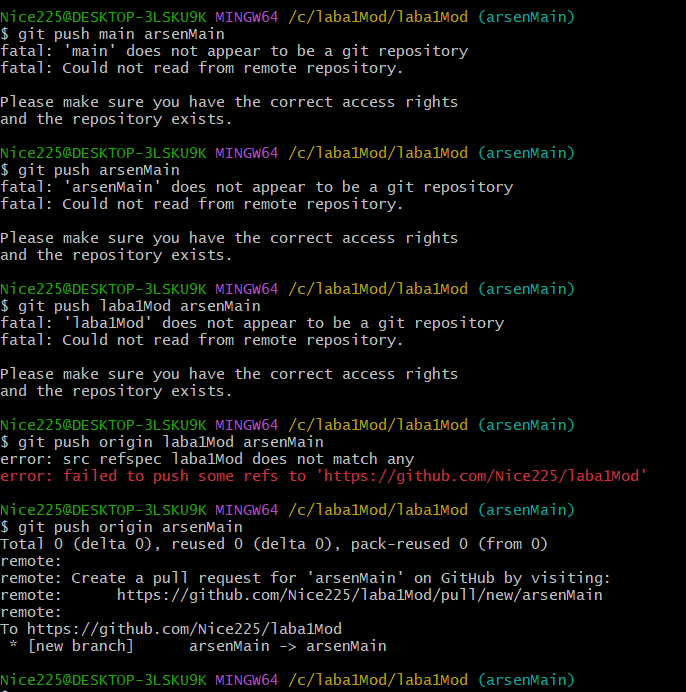 Nice225@DESKTOP-3LSKU9K MINGW64 /c/laba1Mod/laba1Mod (arsenMain)
$ git push main arsenMain
fatal: 'main' does not appear to be a git repository
fatal: Could not read from remote repository.

Please make sure you have the correct access rights
and the repository exists.

Nice225@DESKTOP-3LSKU9K MINGW64 /c/laba1Mod/laba1Mod (arsenMain)
$ git push arsenMain
fatal: 'arsenMain' does not appear to be a git repository
fatal: Could not read from remote repository.

Please make sure you have the correct access rights
and the repository exists.

Nice225@DESKTOP-3LSKU9K MINGW64 /c/laba1Mod/laba1Mod (arsenMain)
$ git push laba1Mod arsenMain
fatal: 'laba1Mod' does not appear to be a git repository
fatal: Could not read from remote repository.

Please make sure you have the correct access rights
and the repository exists.

Nice225@DESKTOP-3LSKU9K MINGW64 /c/laba1Mod/laba1Mod (arsenMain)
$ git push origin laba1Mod arsenMain
error: src refspec laba1Mod does not match any
error: failed to push some refs to 'https://github.com/Nice225/laba1Mod'

Nice225@DESKTOP-3LSKU9K MINGW64 /c/laba1Mod/laba1Mod (arsenMain)
$ git push origin arsenMain
Total 0 (delta 0), reused 0 (delta 0), pack-reused 0 (from 0)
remote:
remote: Create a pull request for 'arsenMain' on GitHub by visiting:
remote:      https://github.com/Nice225/laba1Mod/pull/new/arsenMain
remote:
To https://github.com/Nice225/laba1Mod
 * [new branch]      arsenMain -> arsenMain

Nice225@DESKTOP-3LSKU9K MINGW64 /c/laba1Mod/laba1Mod (arsenMain)